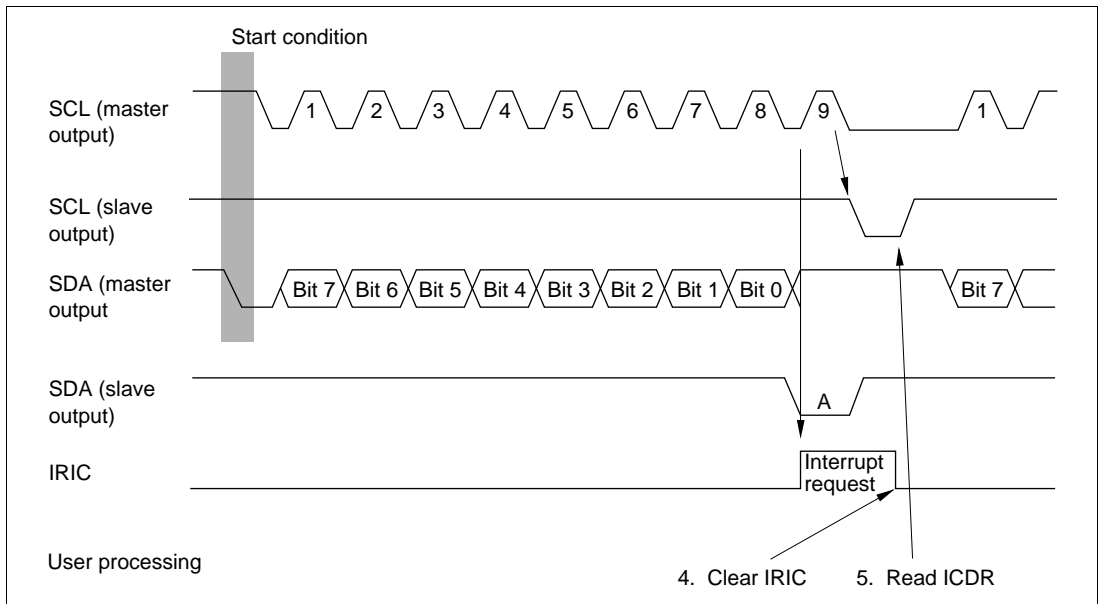 Start condition
SCL (master
output)
1 2 3 4 5 6 7 8 9 1
SCL (slave
output)
SDA (master
output
Bit 7 Bit 6 Bit 5 Bit 4 Bit 3 Bit 2 Bit 1 Bit 0 Bit 7
SDA (slave
output)
A
IRIC
Interrupt
request
User processing
4. Clear IRIC 5. Read ICDR